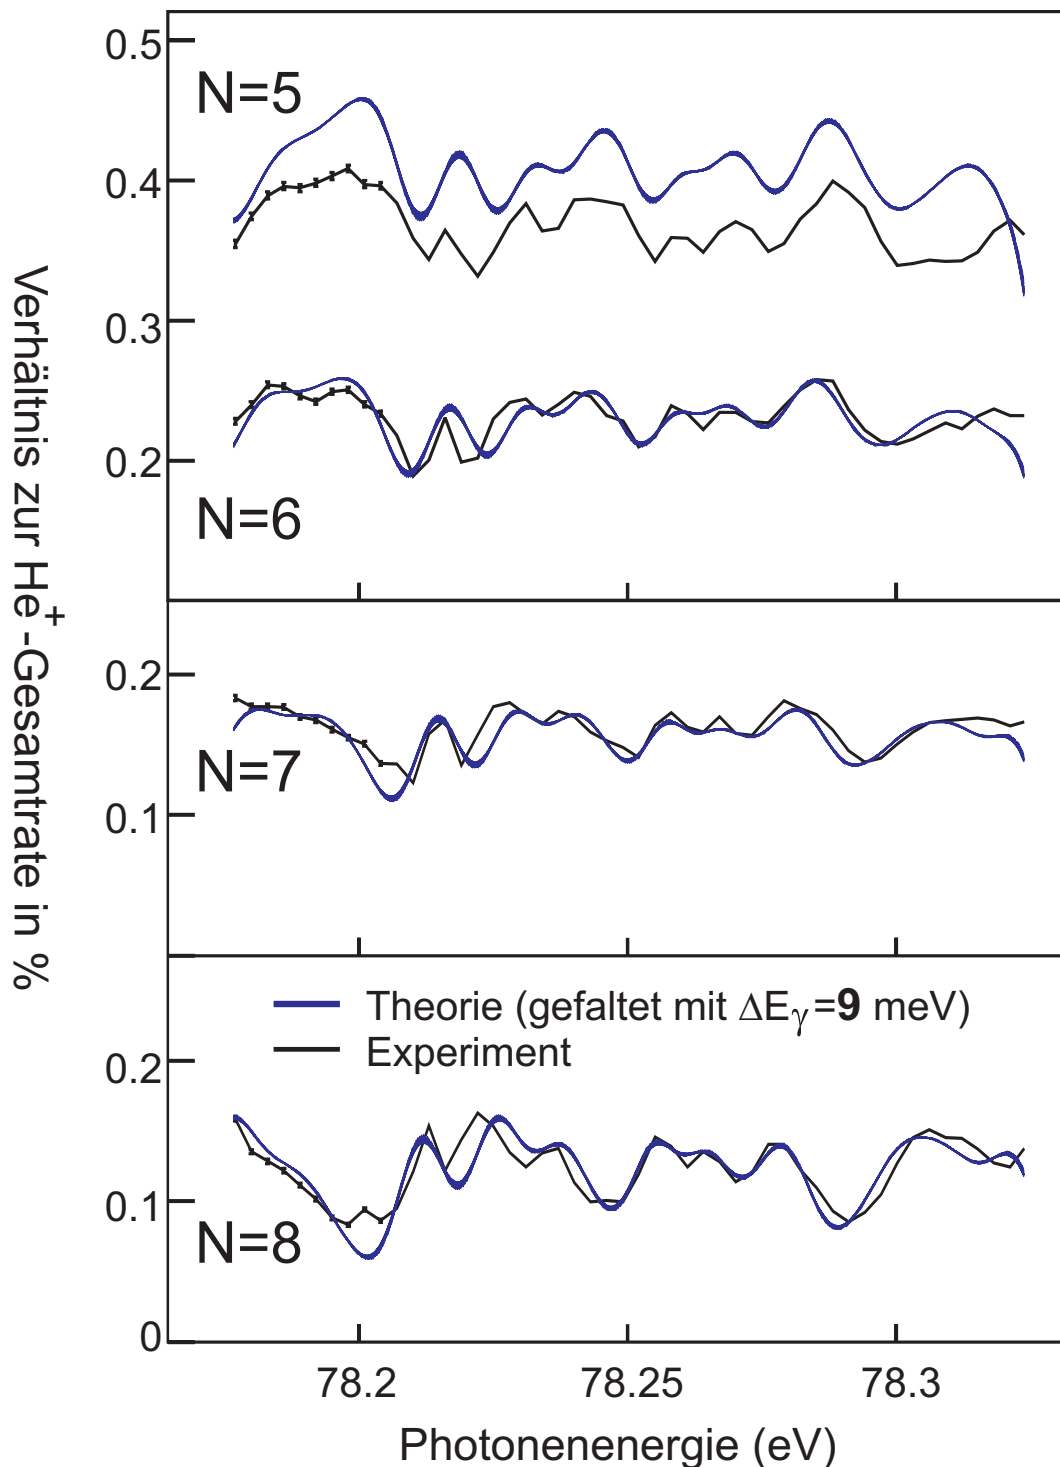 Verhältnis zur He+-Gesamtrate in %
0.5
N=5
0.4
0.3
0.2
N=6
0.2
N=7
0.1
Theorie (gefaltet mit ΔEγ=9 meV)
Experiment
0.2
0.1
N=8
0
78.2 78.25 78.3
Photonenenergie (eV)